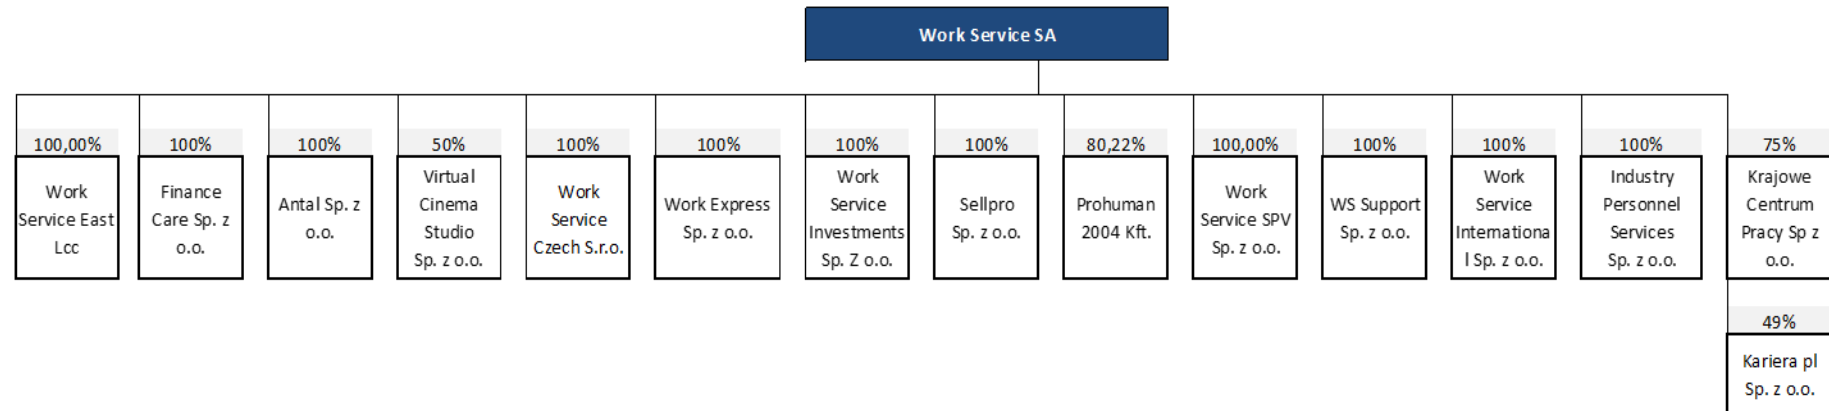 Work Service SA
100,00%
Work
Service East
Lcc
100%
Finance
Care Sp. z
o.o.
100%
Antal Sp. z
o.o.
50%
Virtual
Cinema
Studio
Sp. z o.o.
100%
Work
Service
Czech S.r.o.
100%
Work Express
Sp. z o.o.
100%
Work
Service
Investments
Sp. Z o.o.
100%
Sellpro
Sp. z o.o.
80,22%
Prohuman
2004 Kft.
100,00%
Work
Service SPV
Sp. z o.o.
100%
WS Support
Sp. z o.o.
100%
Work
Service
Internationa
l Sp. z o.o.
100%
Industry
Personnel
Services
Sp. z o.o.
75%
Krajowe
Centrum
Pracy Sp z
o.o.
49%
Kariera pl
Sp. z o.o.